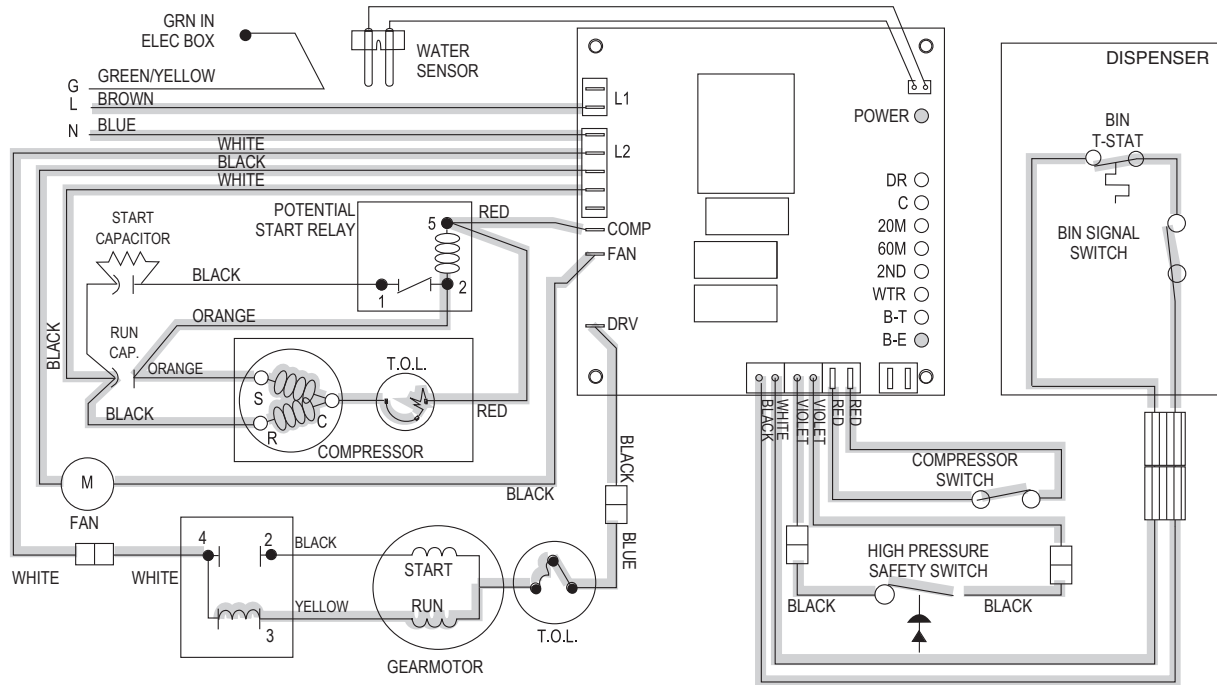 GRN IN
ELEC BOX
WATER
SENSOR
DISPENSER
G GREEN/YELLOW
L BROWN
L1
N BLUE
WHITE
L2
BLACK
WHITE
POWER
BIN
T-STAT
DR
C
20M
60M
2ND
WTR
B-T
B-E
BIN SIGNAL
SWITCH
START
CAPACITOR
POTENTIAL
START RELAY
5
RED
COMP
FAN
BLACK
1
2
ORANGE
DRV
BLACK
RUN
CAP.
ORANGE
T.O.L.
S
C
R
RED
BLACK
COMPRESSOR
BLACK
WHITE
VIOLET
VIOLET
RED
RED
COMPRESSOR
SWITCH
M
FAN
BLACK
BLACK
BLUE
4
2
BLACK
START
WHITE
WHITE
YELLOW
RUN
3
T.O.L.
GEARMOTOR
HIGH PRESSURE
SAFETY SWITCH
BLACK
BLACK